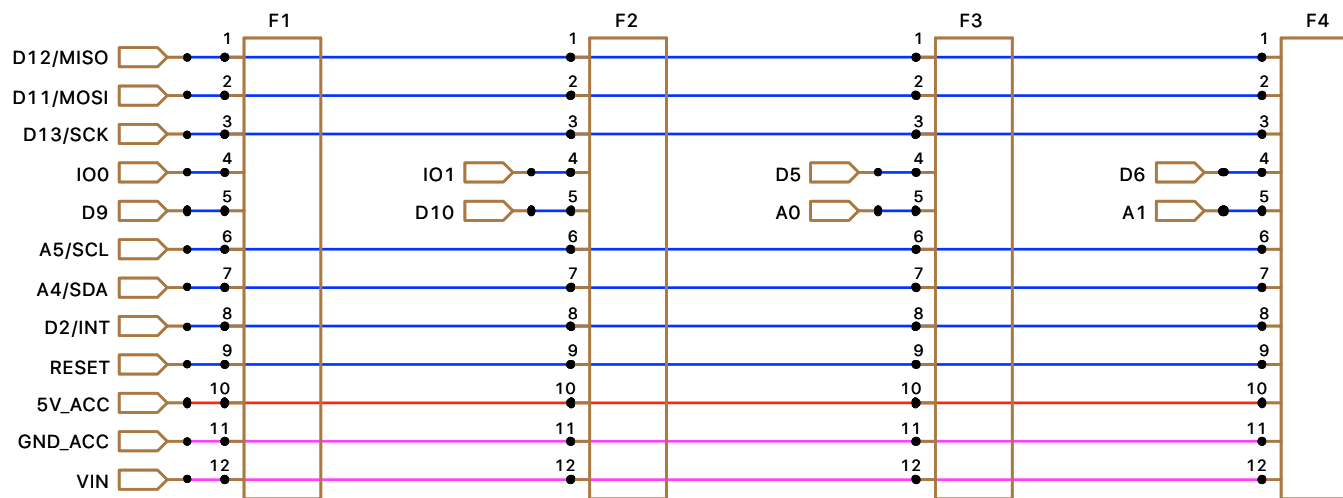 F1 F2 F3 F4
D12/MISO 1 1 1 1
D11/MOSI 2 2 2 2
D13/SCK 3 3 3 3
IO0 4 IO1 4 D5 4 D6 4
D9 5 D10 5 A0 5 A1 5
A5/SCL 6 6 6 6
A4/SDA 7 7 7 7
D2/INT 8 8 8 8
RESET 9 9 9 9
5V_ACC 10 10 10 10
GND_ACC 11 11 11 11
VIN 12 12 12 12